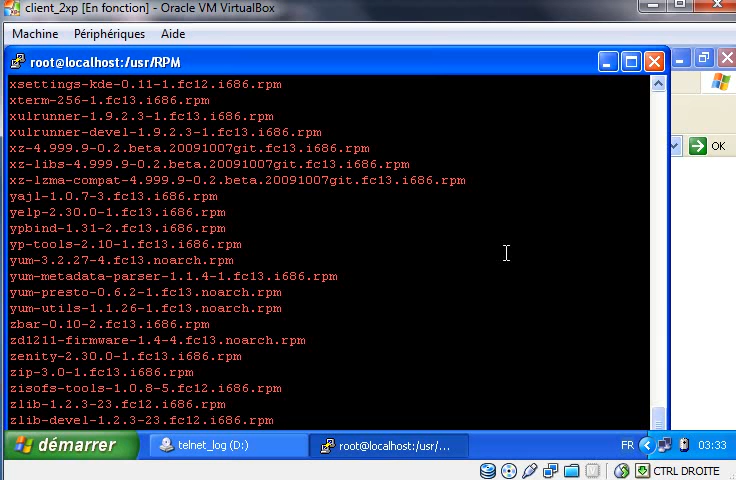 client_2xp [En fonction] - Oracle VM VirtualBox
Machine Périphériques Aide
root@localhost:/usr/RPM
xsettings-kde-0.11-1.fc12.i686.rpm
xterm-256-1.fc13.i686.rpm
xulrunner-1.9.2.3-1.fc13.i686.rpm
xulrunner-devel-1.9.2.3-1.fc13.i686.rpm
xz-4.999.9-0.2.beta.20091007git.fc13.i686.rpm
xz-libs-4.999.9-0.2.beta.20091007git.fc13.i686.rpm
xz-lzma-compat-4.999.9-0.2.beta.20091007git.fc13.i686.rpm
yajl-1.0.7-3.fc13.i686.rpm
yelp-2.30.0-1.fc13.i686.rpm
ypbind-1.31-2.fc13.i686.rpm
yp-tools-2.10-1.fc13.i686.rpm
yum-3.2.27-4.fc13.noarch.rpm
yum-metadata-parser-1.1.4-1.fc13.i686.rpm
yum-presto-0.6.2-1.fc13.noarch.rpm
yum-utils-1.1.26-1.fc13.noarch.rpm
zbar-0.10-2.fc13.i686.rpm
zd1211-firmware-1.4-4.fc13.noarch.rpm
zenity-2.30.0-1.fc13.i686.rpm
zip-3.0-1.fc13.i686.rpm
zisofs-tools-1.0.8-5.fc12.i686.rpm
zlib-1.2.3-23.fc12.i686.rpm
zlib-devel-1.2.3-23.fc12.i686.rpm
OK
démarrer telnet_log (D:) root@localhost:/usr/... FR 03:33
CTRL DROITE